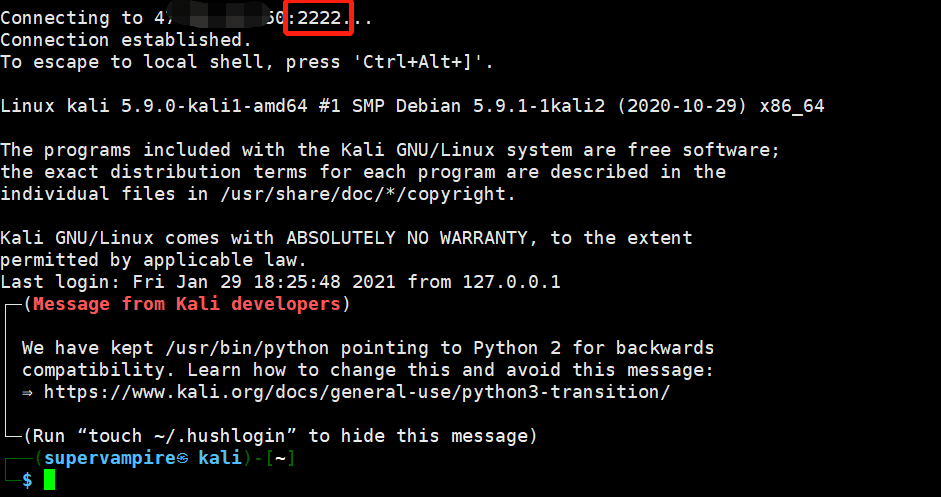 Connecting to 47 50:2222...
Connection established.
To escape to local shell, press 'Ctrl+Alt+]'.
Linux kali 5.9.0-kali1-amd64 #1 SMP Debian 5.9.1-1kali2 (2020-10-29) x86_64
The programs included with the Kali GNU/Linux system are free software;
the exact distribution terms for each program are described in the
individual files in /usr/share/doc/*/copyright.
Kali GNU/Linux comes with ABSOLUTELY NO WARRANTY, to the extent
permitted by applicable law.
Last login: Fri Jan 29 18:25:48 2021 from 127.0.0.1
┌─(Message from Kali developers)
│ We have kept /usr/bin/python pointing to Python 2 for backwards
│ compatibility. Learn how to change this and avoid this message:
│ ⇒ https://www.kali.org/docs/general-use/python3-transition/
└─(Run “touch ~/.hushlogin” to hide this message)
┌──(supervampire㉿ kali)-[~]
└─$